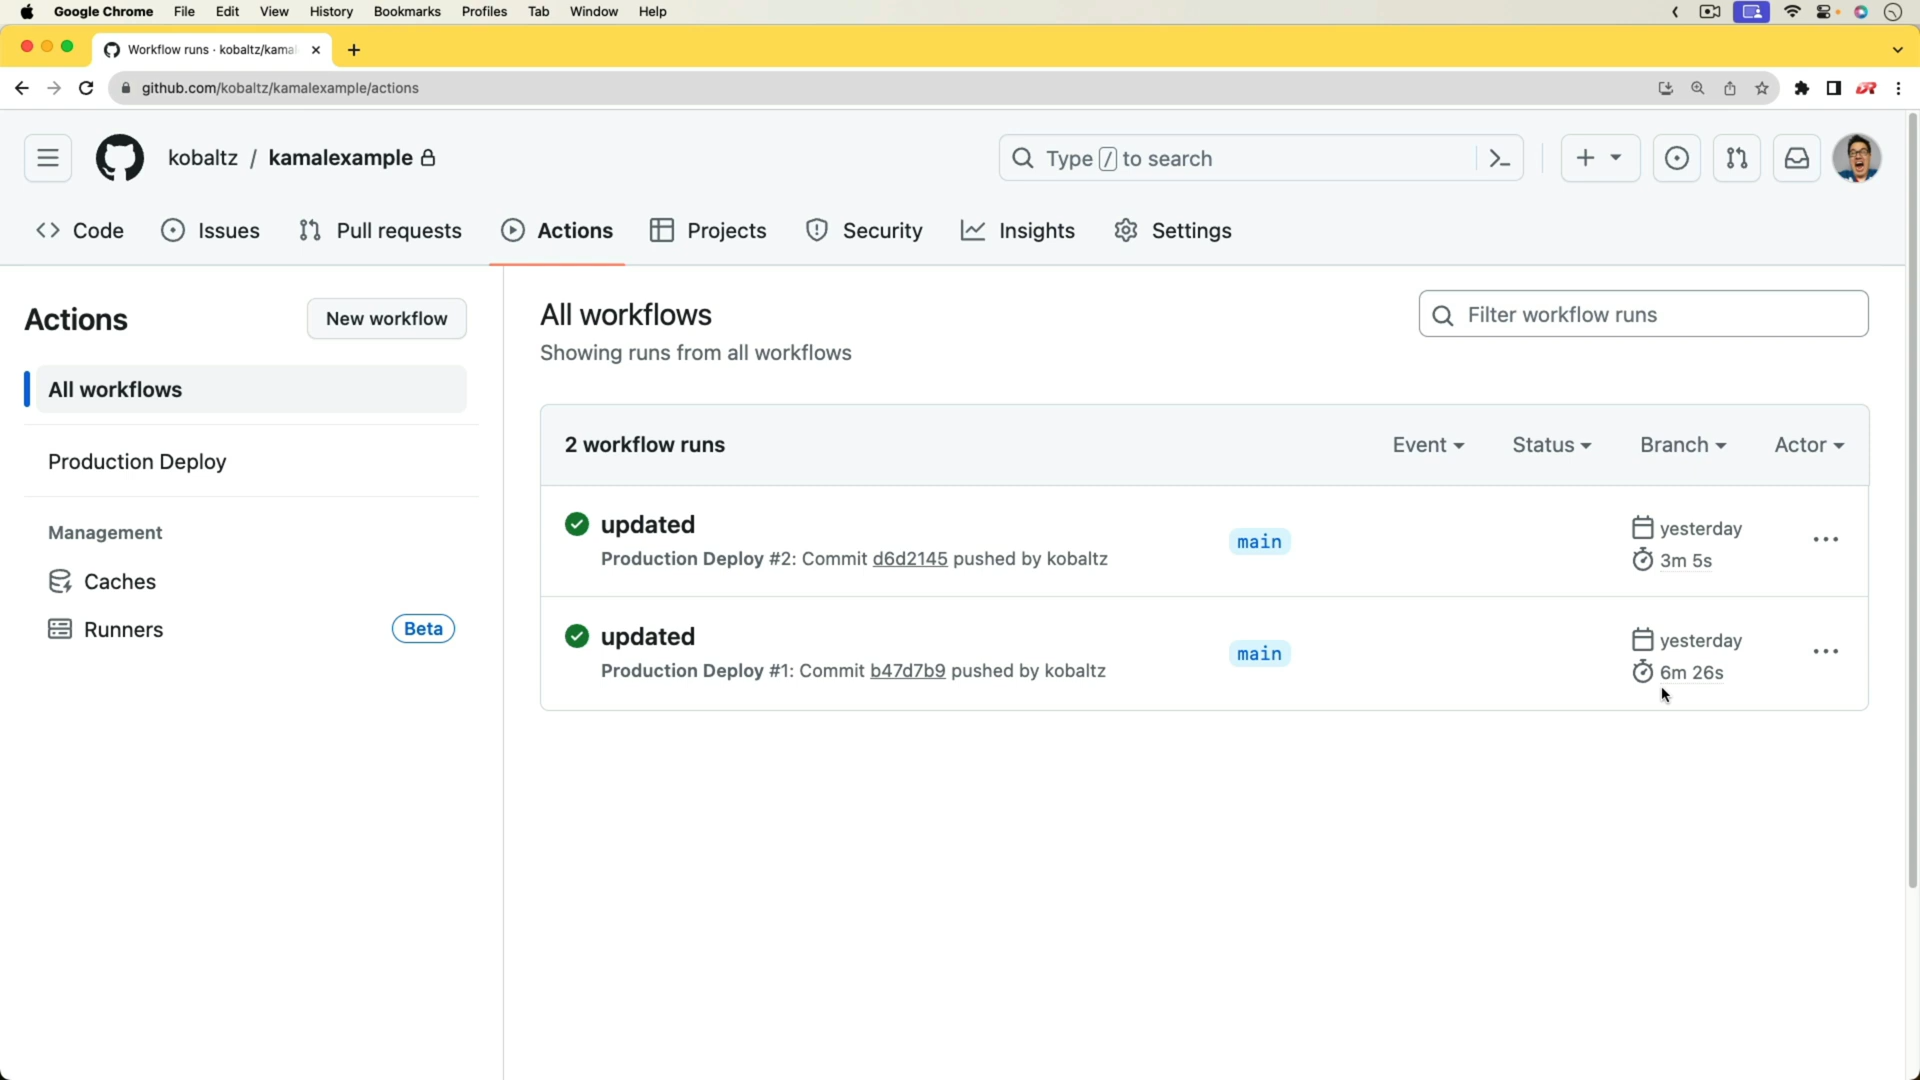 Google Chrome File Edit View History Bookmarks Profiles Tab Window Help
Workflow runs · kobaltz/kamal
github.com/kobaltz/kamalexample/actions
kobaltz / kamalexample
Type / to search
Code Issues Pull requests Actions Projects Security Insights Settings
Actions
New workflow
All workflows
Production Deploy
Management
Caches
Runners Beta
All workflows
Showing runs from all workflows
Filter workflow runs
2 workflow runs Event Status Branch Actor
updated
Production Deploy #2: Commit d6d2145 pushed by kobaltz
main
yesterday
3m 5s
updated
Production Deploy #1: Commit b47d7b9 pushed by kobaltz
main
yesterday
6m 26s